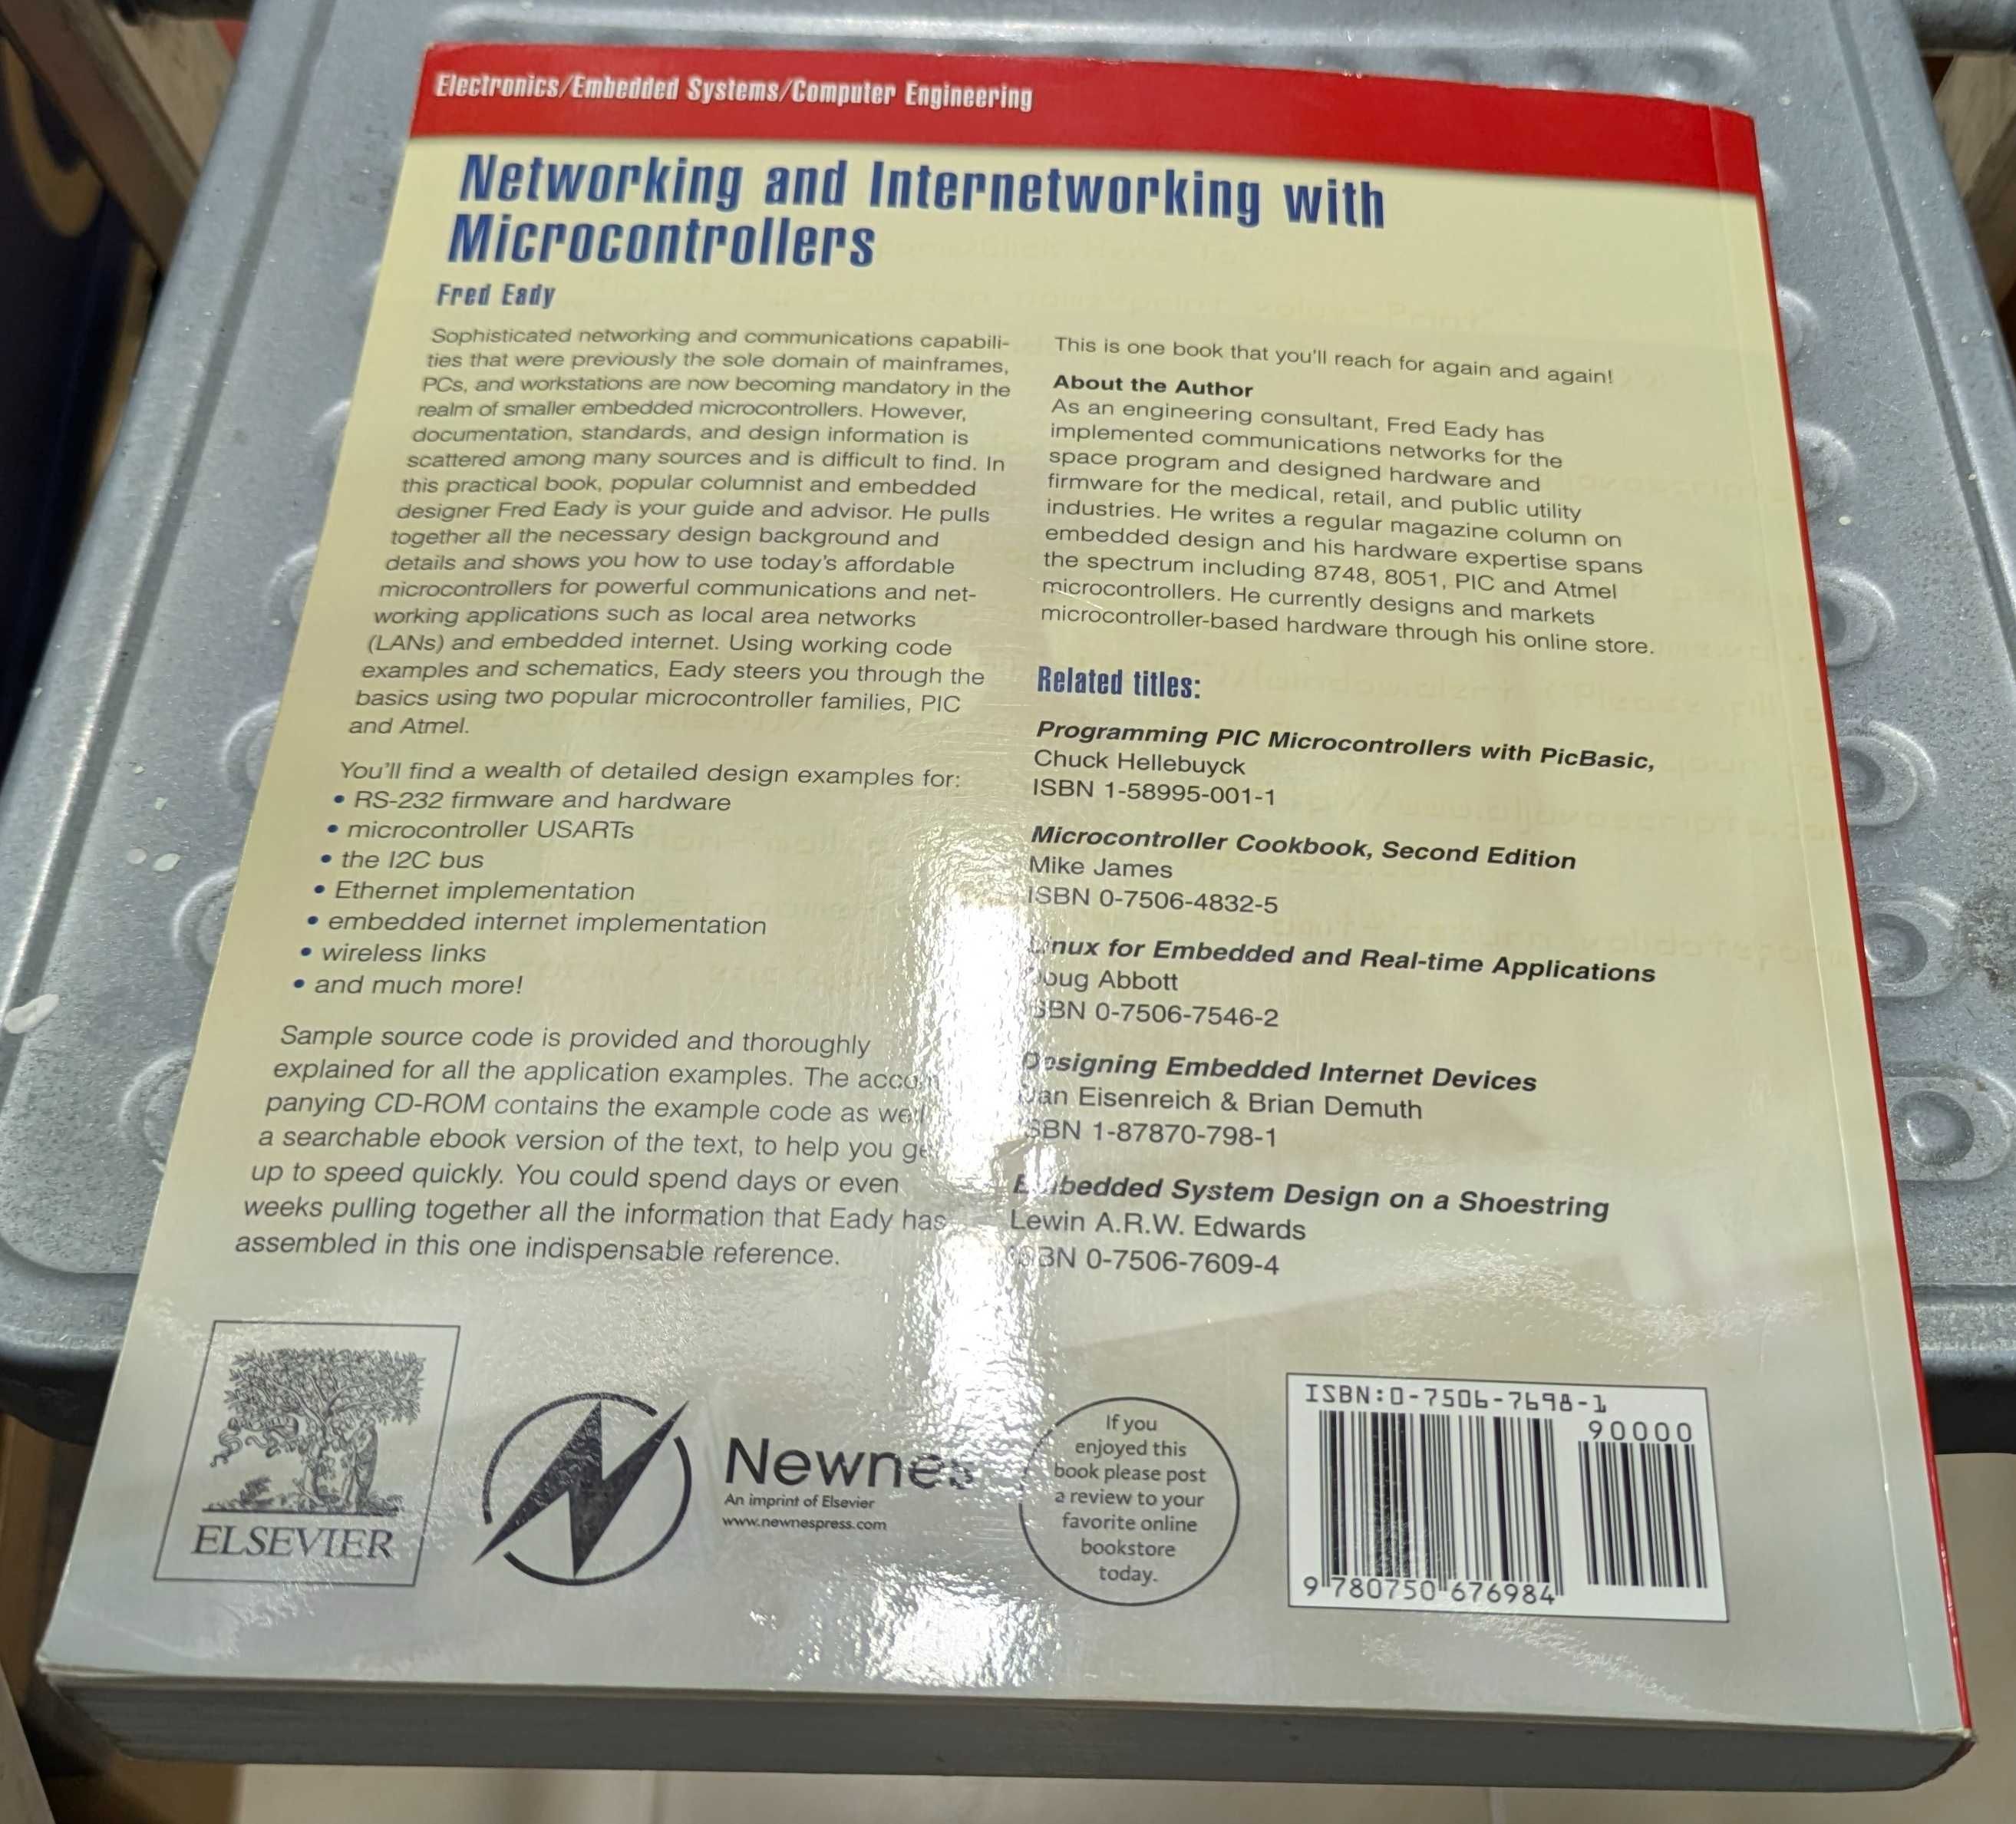 Electronics/Embedded Systems/Computer Engineering
Networking and Internetworking with
Microcontrollers
Fred Eady
Sophisticated networking and communications capabili-
ties that were previously the sole domain of mainframes,
PCs, and workstations are now becoming mandatory in the
realm of smaller embedded microcontrollers. However,
documentation, standards, and design information is
scattered among many sources and is difficult to find. In
this practical book, popular columnist and embedded
designer Fred Eady is your guide and advisor. He pulls
together all the necessary design background and
details and shows you how to use today's affordable
microcontrollers for powerful communications and net-
working applications such as local area networks
(LANs) and embedded internet. Using working code
examples and schematics, Eady steers you through the
basics using two popular microcontroller families, PIC
and Atmel.
You'll find a wealth of detailed design examples for:
• RS-232 firmware and hardware
• microcontroller USARTs
• the I2C bus
• Ethernet implementation
• embedded internet implementation
• wireless links
• and much more!
Sample source code is provided and thoroughly
explained for all the application examples. The accom-
panying CD-ROM contains the example code as well
a searchable ebook version of the text, to help you get
up to speed quickly. You could spend days or even
weeks pulling together all the information that Eady has
assembled in this one indispensable reference.
This is one book that you'll reach for again and again!
About the Author
As an engineering consultant, Fred Eady has
implemented communications networks for the
space program and designed hardware and
firmware for the medical, retail, and public utility
industries. He writes a regular magazine column on
embedded design and his hardware expertise spans
the spectrum including 8748, 8051, PIC and Atmel
microcontrollers. He currently designs and markets
microcontroller-based hardware through his online store.
Related titles:
Programming PIC Microcontrollers with PicBasic,
Chuck Hellebuyck
ISBN 1-58995-001-1
Microcontroller Cookbook, Second Edition
Mike James
ISBN 0-7506-4832-5
Linux for Embedded and Real-time Applications
Doug Abbott
ISBN 0-7506-7546-2
Designing Embedded Internet Devices
Dan Eisenreich & Brian Demuth
ISBN 1-87870-798-1
Embedded System Design on a Shoestring
Lewin A.R.W. Edwards
ISBN 0-7506-7609-4
ELSEVIER
Newnes
An imprint of Elsevier
www.newnespress.com
If you
enjoyed this
book please post
a review to your
favorite online
bookstore
today.
ISBN:0-7506-7698-1
90000
9 780750 676984